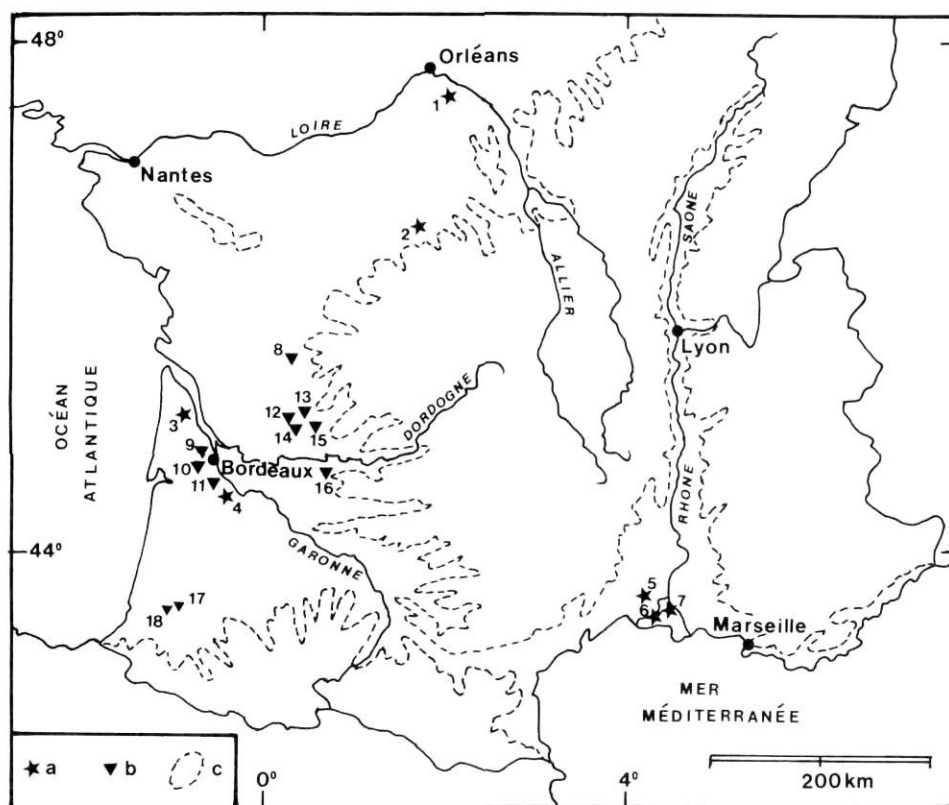 48°
Orléans
1
LOIRE
Nantes
2
SAONE
ALLIER
8
Lyon
OCÉAN
ATLANTIQUE
13
12
3
14
15
DORDOGNE
9
10
Bordeaux
16
11
4
RHONE
44°
GARONNE
5
17
7
6
18
Marseille
MER
MÉDITERRANÉE
a b c
0°
4°
200 km